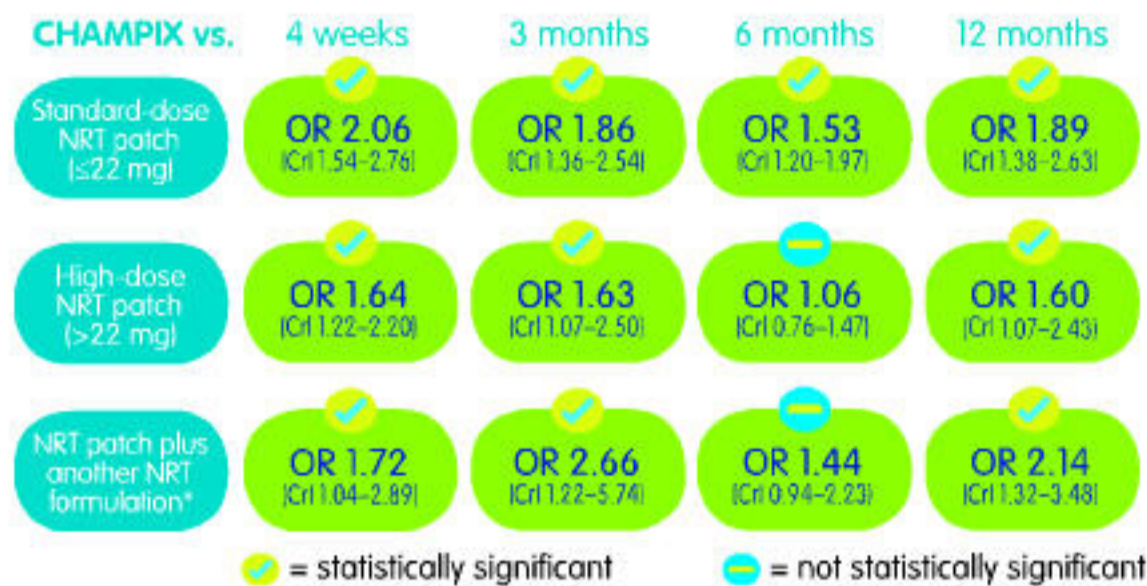 CHAMPIX vs. 4 weeks 3 months 6 months 12 months
Standard-dose
NRT patch
(≤22 mg)
OR 2.06 OR 1.86 OR 1.53 OR 1.89
(CrI 1.54–2.76) (CrI 1.36–2.54) (CrI 1.20–1.97) (CrI 1.38–2.63)
High-dose
NRT patch
(>22 mg)
OR 1.64 OR 1.63 OR 1.06 OR 1.60
(CrI 1.22–2.20) (CrI 1.07–2.50) (CrI 0.76–1.47) (CrI 1.07–2.43)
NRT patch plus
another NRT
formulation*
OR 1.72 OR 2.66 OR 1.44 OR 2.14
(CrI 1.04–2.89) (CrI 1.22–5.74) (CrI 0.94–2.23) (CrI 1.32–3.48)
= statistically significant = not statistically significant